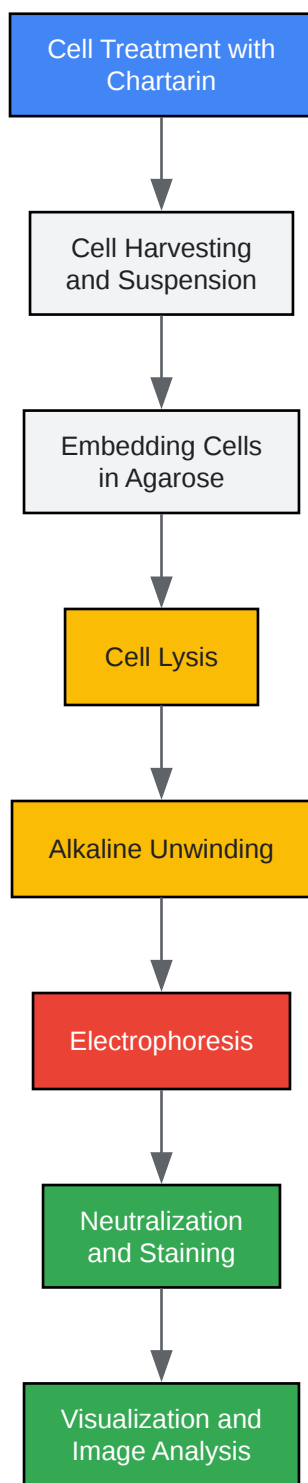 Cell Treatment with
Chartarin
Cell Harvesting
and Suspension
Embedding Cells
in Agarose
Cell Lysis
Alkaline Unwinding
Electrophoresis
Neutralization
and Staining
Visualization and
Image Analysis